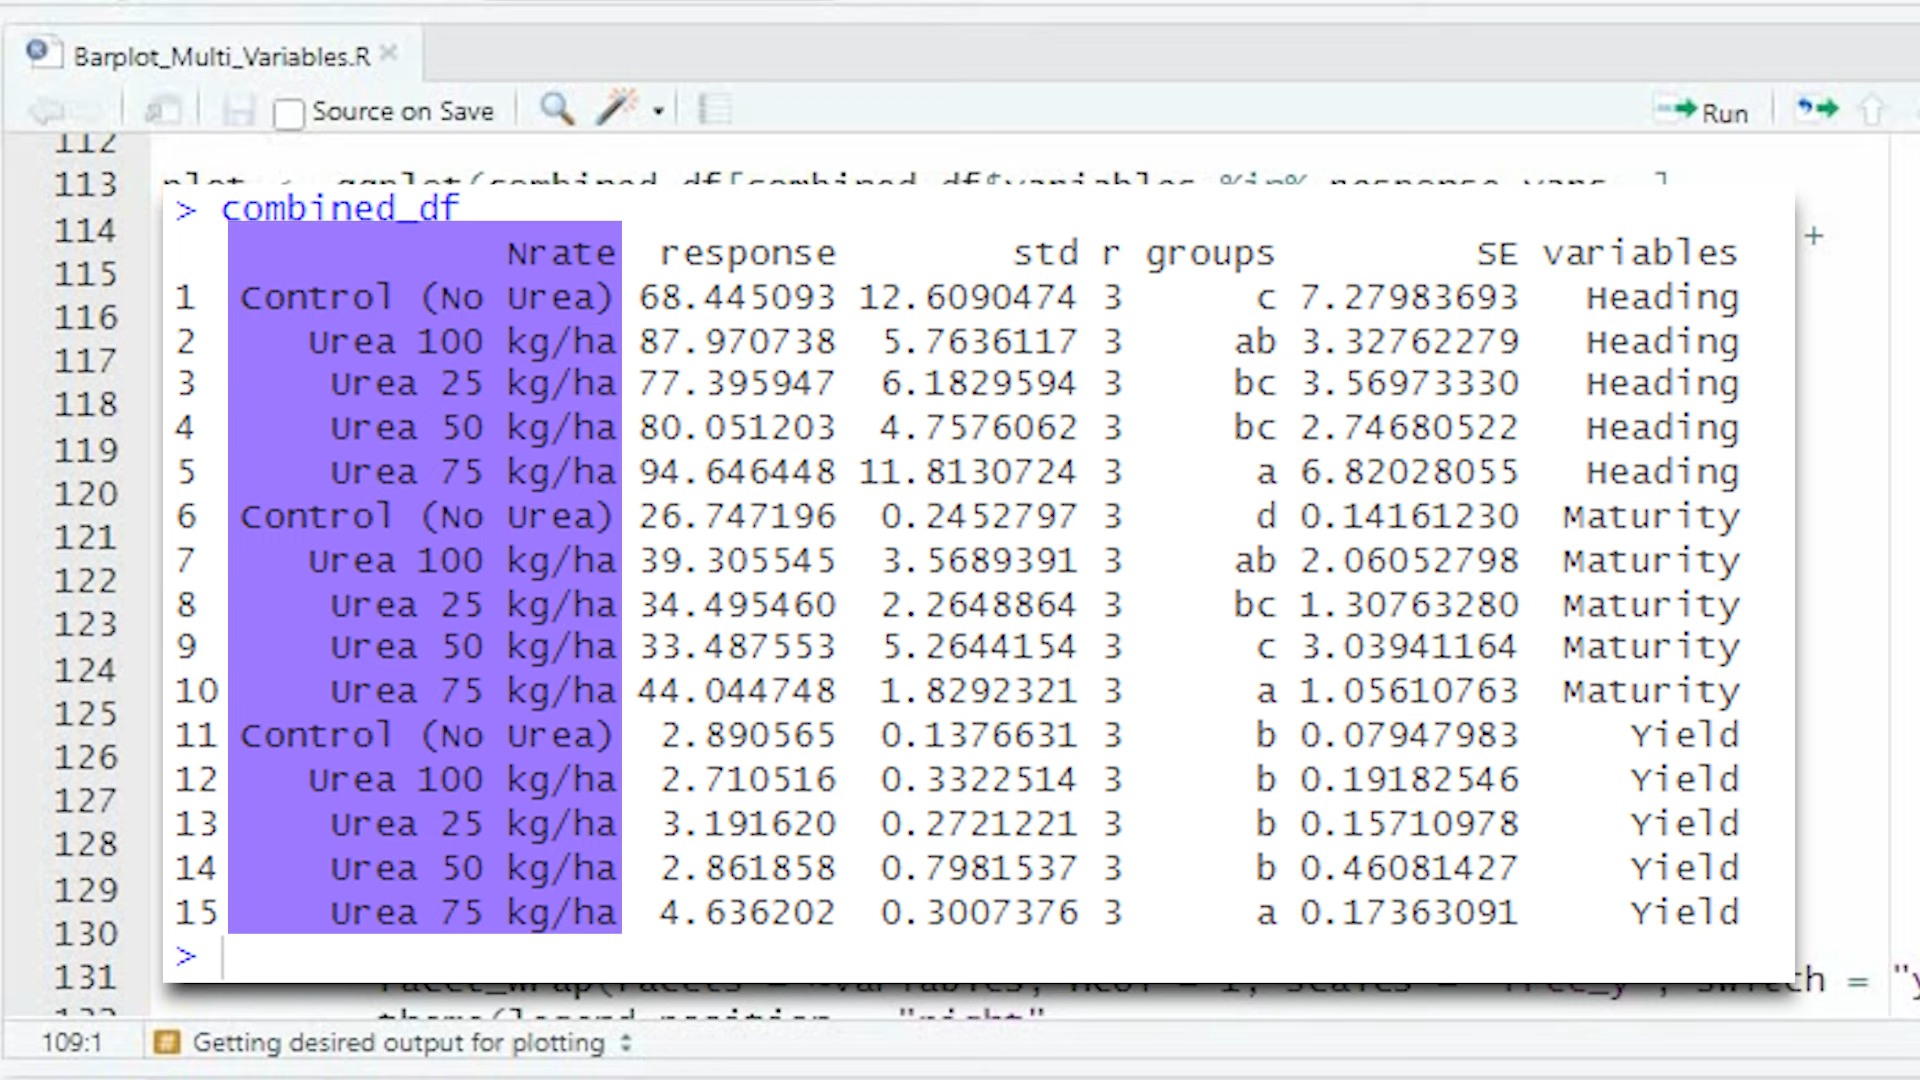 Barplot_Multi_Variables.R
Source on Save
Run
112
113 plot <- ggplot(combined_df[combined_df$variables %in% response_vars, ]
> combined_df
Nrate response std r groups SE variables
1 Control (No Urea) 68.445093 12.6090474 3 c 7.27983693 Heading
2 Urea 100 kg/ha 87.970738 5.7636117 3 ab 3.32762279 Heading
3 Urea 25 kg/ha 77.395947 6.1829594 3 bc 3.56973330 Heading
4 Urea 50 kg/ha 80.051203 4.7576062 3 bc 2.74680522 Heading
5 Urea 75 kg/ha 94.646448 11.8130724 3 a 6.82028055 Heading
6 Control (No Urea) 26.747196 0.2452797 3 d 0.14161230 Maturity
7 Urea 100 kg/ha 39.305545 3.5689391 3 ab 2.06052798 Maturity
8 Urea 25 kg/ha 34.495460 2.2648864 3 bc 1.30763280 Maturity
9 Urea 50 kg/ha 33.487553 5.2644154 3 c 3.03941164 Maturity
10 Urea 75 kg/ha 44.044748 1.8292321 3 a 1.05610763 Maturity
11 Control (No Urea) 2.890565 0.1376631 3 b 0.07947983 Yield
12 Urea 100 kg/ha 2.710516 0.3322514 3 b 0.19182546 Yield
13 Urea 25 kg/ha 3.191620 0.2721221 3 b 0.15710978 Yield
14 Urea 50 kg/ha 2.861858 0.7981537 3 b 0.46081427 Yield
15 Urea 75 kg/ha 4.636202 0.3007376 3 a 0.17363091 Yield
>
114 +
115
116
117
118
119
120
121
122
123
124
125
126
127
128
129
130
131 switch = "y
theme(legend.position = "right"
109:1
# Getting desired output for plotting